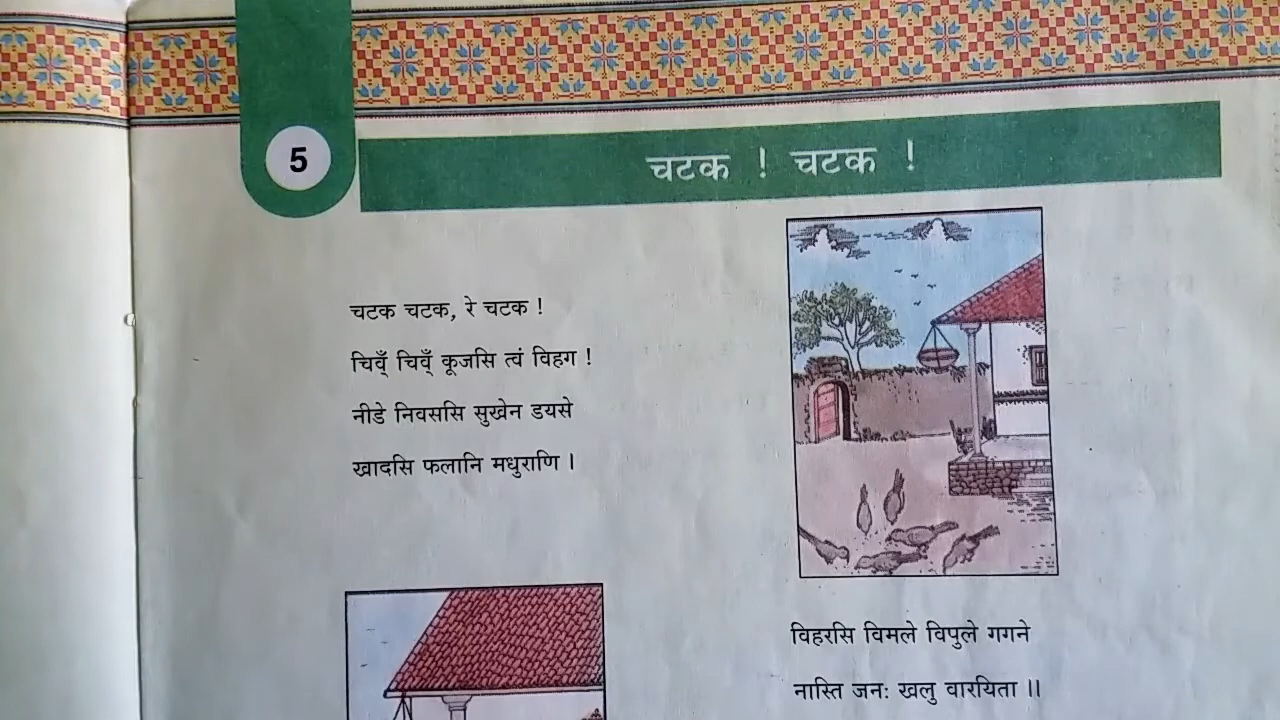 5
चटक ! चटक !
चटक चटक, रे चटक !
चिवँ् चिवँ् कूजसि त्वं विहग !
नीडे निवससि सुखेन डयसे
खादसि फलानि मधुराणि ।
विहरसि विमले विपुले गगने
नास्ति जनः खलु वारयिता ॥